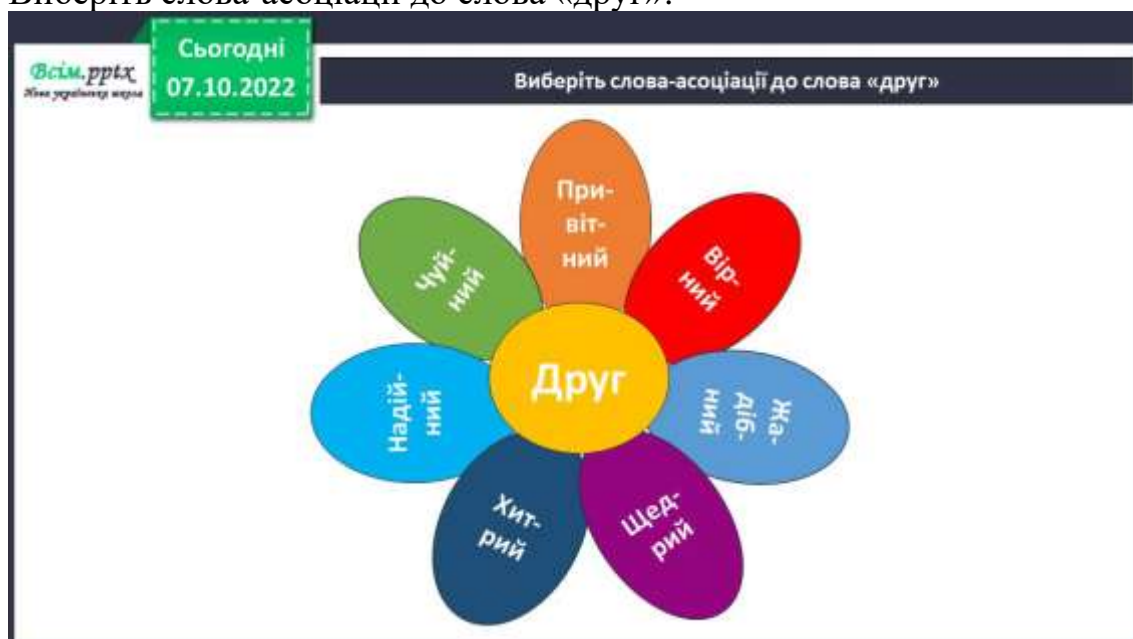 Виберіть слова-асоціації до слова «друг».
Всім.pptx
Нова українська школа
Сьогодні
07.10.2022
Виберіть слова-асоціації до слова «друг»
При-
віт-
ний
Вір-
ний
Жа-
діб-
ний
Щед-
рий
Хит-
рий
Надій-
ний
Чуй-
ний
Друг